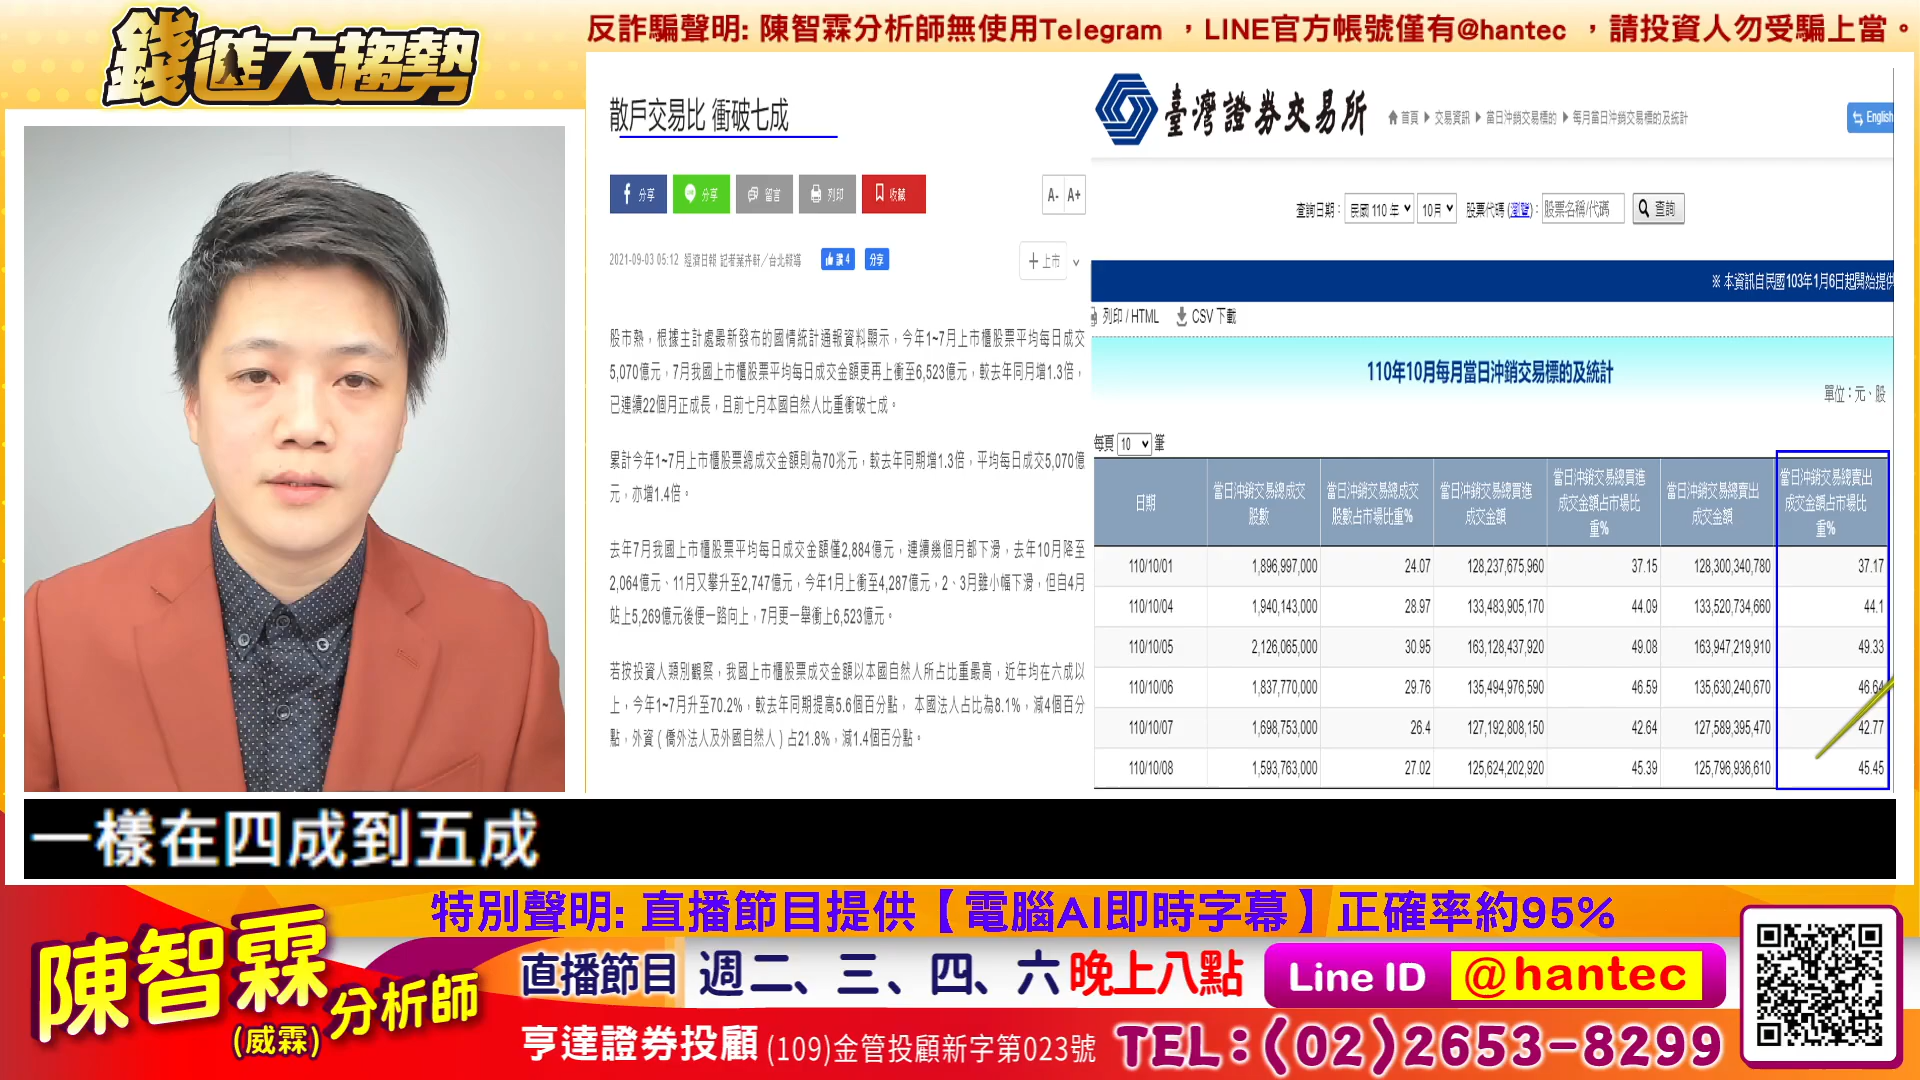 錢進大趨勢
反詐騙聲明: 陳智霖分析師無使用Telegram ，LINE官方帳號僅有@hantec ，請投資人勿受騙上當。
散戶交易比 衝破七成
分享 分享 留言 列印 收藏 A- A+
2021-09-03 05:12 經濟日報 記者葉卉軒／台北報導 讚 4 分享 ＋上市
股市熱，根據主計處最新發布的國情統計通報資料顯示，今年1~7月上市櫃股票平均每日成交
5,070億元，7月我國上市櫃股票平均每日成交金額更再上衝至6,523億元，較去年同月增1.3倍，
已連續22個月正成長，且前七月本國自然人比重衝破七成。
累計今年1~7月上市櫃股票總成交金額則為70兆元，較去年同期增1.3倍，平均每日成交5,070億
元，亦增1.4倍。
去年7月我國上市櫃股票平均每日成交金額僅2,884億元，連續幾個月都下滑，去年10月降至
2,064億元、11月又攀升至2,747億元，今年1月上衝至4,287億元，2、3月雖小幅下滑，但自4月
站上5,269億元後便一路向上，7月更一舉衝上6,523億元。
若按投資人類別觀察，我國上市櫃股票成交金額以本國自然人所占比重最高，近年均在六成以
上，今年1~7月升至70.2%，較去年同期提高5.6個百分點， 本國法人占比為8.1%，減4個百分
點，外資 ( 僑外法人及外國自然人 ) 占21.8%，減1.4個百分點。
臺灣證券交易所 首頁 交易資訊 當日沖銷交易標的 每月當日沖銷交易標的及統計 English
查詢日期： 民國 110 年 10月 股票代碼 (瀏覽)： 股票名稱/代碼 查詢
※ 本資訊自民國103年1月6日起開始提供
列印 / HTML CSV 下載
110年10月每月當日沖銷交易標的及統計
單位：元、股
每頁 10 筆
日期 當日沖銷交易總成交股數 當日沖銷交易總成交股數占市場比重% 當日沖銷交易總買進成交金額 當日沖銷交易總買進成交金額占市場比重% 當日沖銷交易總賣出成交金額 當日沖銷交易總賣出成交金額占市場比重%
110/10/01 1,896,997,000 24.07 128,237,675,960 37.15 128,300,340,780 37.17
110/10/04 1,940,143,000 28.97 133,483,905,170 44.09 133,520,734,660 44.1
110/10/05 2,126,065,000 30.95 163,128,437,920 49.08 163,947,219,910 49.33
110/10/06 1,837,770,000 29.76 135,494,976,590 46.59 135,630,240,670 46.64
110/10/07 1,698,753,000 26.4 127,192,808,150 42.64 127,589,395,470 42.77
110/10/08 1,593,763,000 27.02 125,624,202,920 45.39 125,796,936,610 45.45
一樣在四成到五成
特別聲明: 直播節目提供【電腦AI即時字幕】正確率約95%
陳智霖 (威霖) 分析師
直播節目 週二、三、四、六 晚上八點 Line ID @hantec
亨達證券投顧 (109)金管投顧新字第023號 TEL:(02)2653-8299